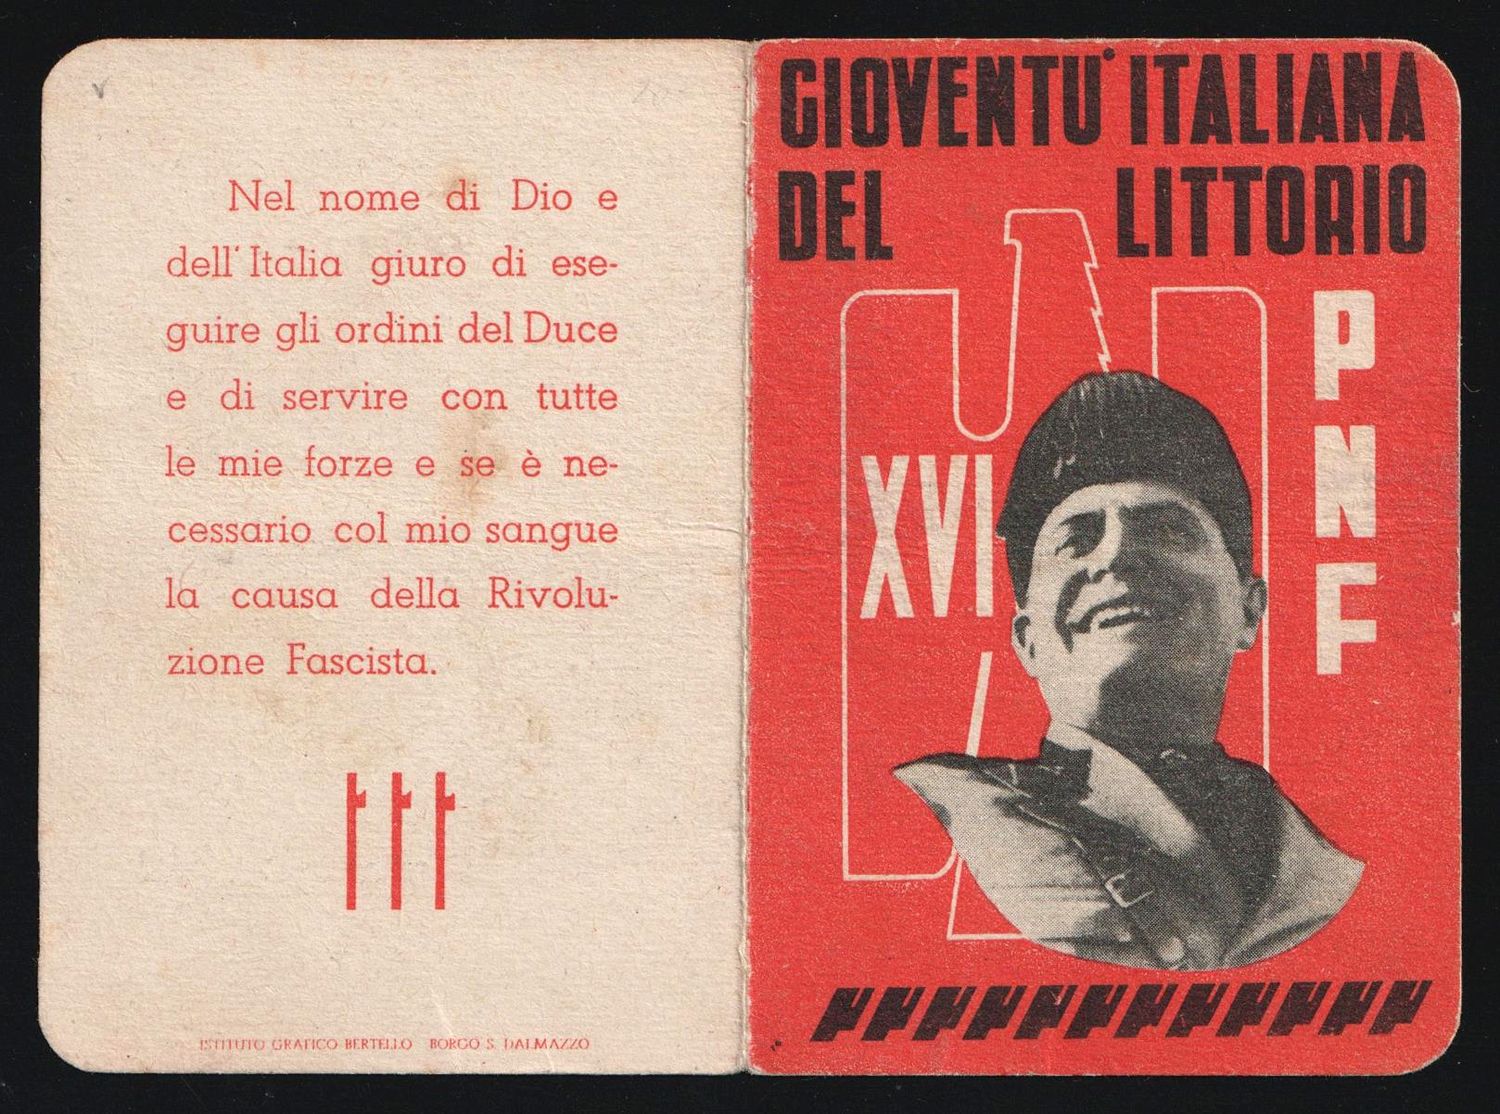 Nel nome di Dio e
dell'Italia giuro di ese-
guire gli ordini del Duce
e di servire con tutte
le mie forze e se è ne-
cessario col mio sangue
la causa della Rivolu-
zione Fascista.
ISTITUTO GRAFICO BERTELLO BORGO S. DALMAZZO
GIOVENTU' ITALIANA
DEL LITTORIO
XVI
PNF